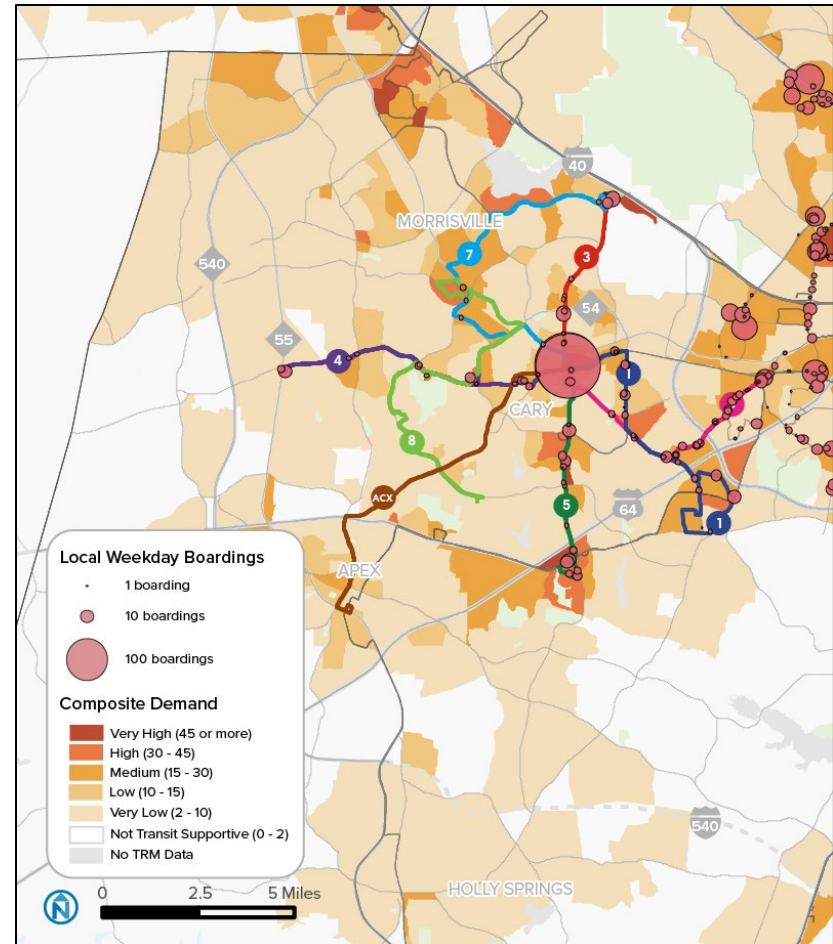 40
MORRISVILLE
7
3
540
54
55
4
1
CARY
8
ACX
5
64
1
APEX
Local Weekday Boardings
1 boarding
10 boardings
100 boardings
Composite Demand
Very High (45 or more)
High (30 - 45)
Medium (15 - 30)
Low (10 - 15)
Very Low (2 - 10)
Not Transit Supportive (0 - 2)
No TRM Data
540
HOLLY SPRINGS
N
0 2.5 5 Miles